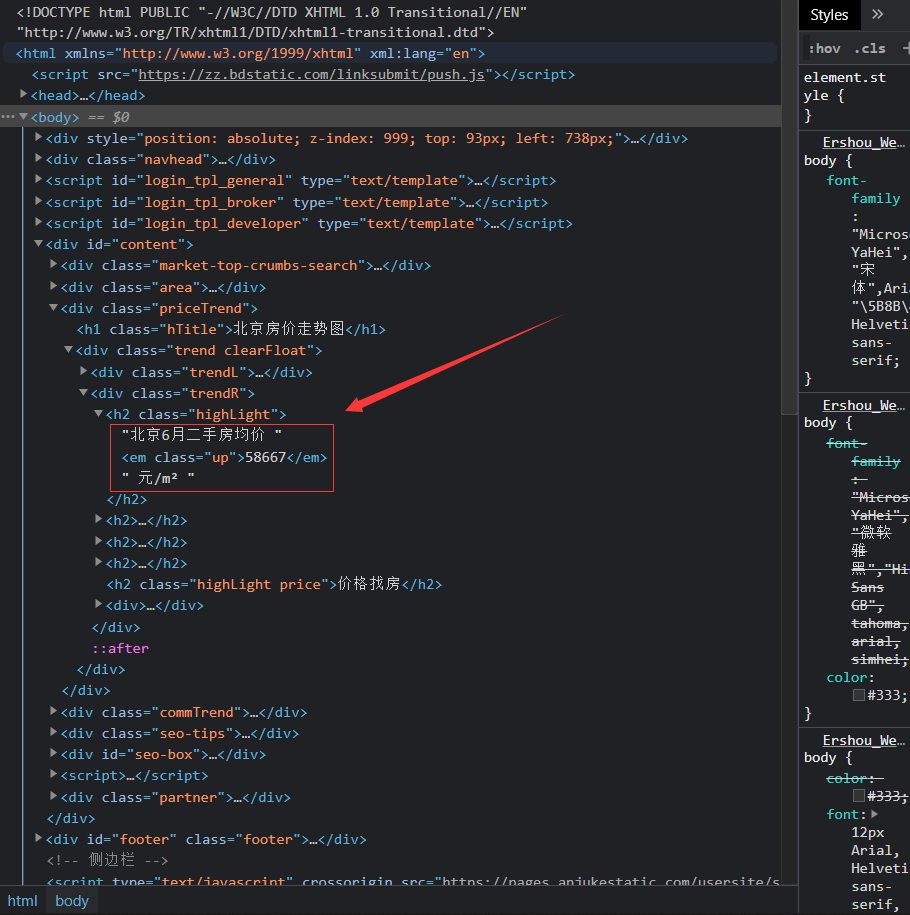 <!DOCTYPE html PUBLIC "-//W3C//DTD XHTML 1.0 Transitional//EN"
"http://www.w3.org/TR/xhtml1/DTD/xhtml1-transitional.dtd">
<html xmlns="http://www.w3.org/1999/xhtml" xml:lang="en">
<script src="https://zz.bdstatic.com/linksubmit/push.js"></script>
<head>…</head>
<body> == $0
<div style="position: absolute; z-index: 999; top: 93px; left: 738px;">…</div>
<div class="navhead">…</div>
<script id="login_tpl_general" type="text/template">…</script>
<script id="login_tpl_broker" type="text/template">…</script>
<script id="login_tpl_developer" type="text/template">…</script>
<div id="content">
<div class="market-top-crumbs-search">…</div>
<div class="area">…</div>
<div class="priceTrend">
<h1 class="hTitle">北京房价走势图</h1>
<div class="trend clearFloat">
<div class="trendL">…</div>
<div class="trendR">
<h2 class="highLight">
"北京6月二手房均价 "
<em class="up">58667</em>
" 元/m² "
</h2>
<h2>…</h2>
<h2>…</h2>
<h2>…</h2>
<h2 class="highLight price">价格找房</h2>
<div>…</div>
</div>
::after
</div>
</div>
<div class="commTrend">…</div>
<div class="seo-tips">…</div>
<div id="seo-box">…</div>
<script>…</script>
<div class="partner">…</div>
</div>
<div id="footer" class="footer">…</div>
<!-- 侧边栏 -->
<script type="text/javascript" crossorigin src="https://pages.anjukestatic.com/usersite/s
html body
Styles
:hov .cls +
element.st
yle {
}
Ershou_We…
body {
font-
family
:
"Micros
YaHei",
"宋
体",Aria
"\5B8B\
Helveti
sans-
serif;
}
Ershou_We…
body {
font-
family
:
"Micros
YaHei",
"微软
雅
黑","Hi
Sans
GB",
tahoma,
arial,
simhei;
color:
#333;
}
Ershou_We…
body {
color:
#333;
font:
12px
Arial,
Helveti
sans-
serif,